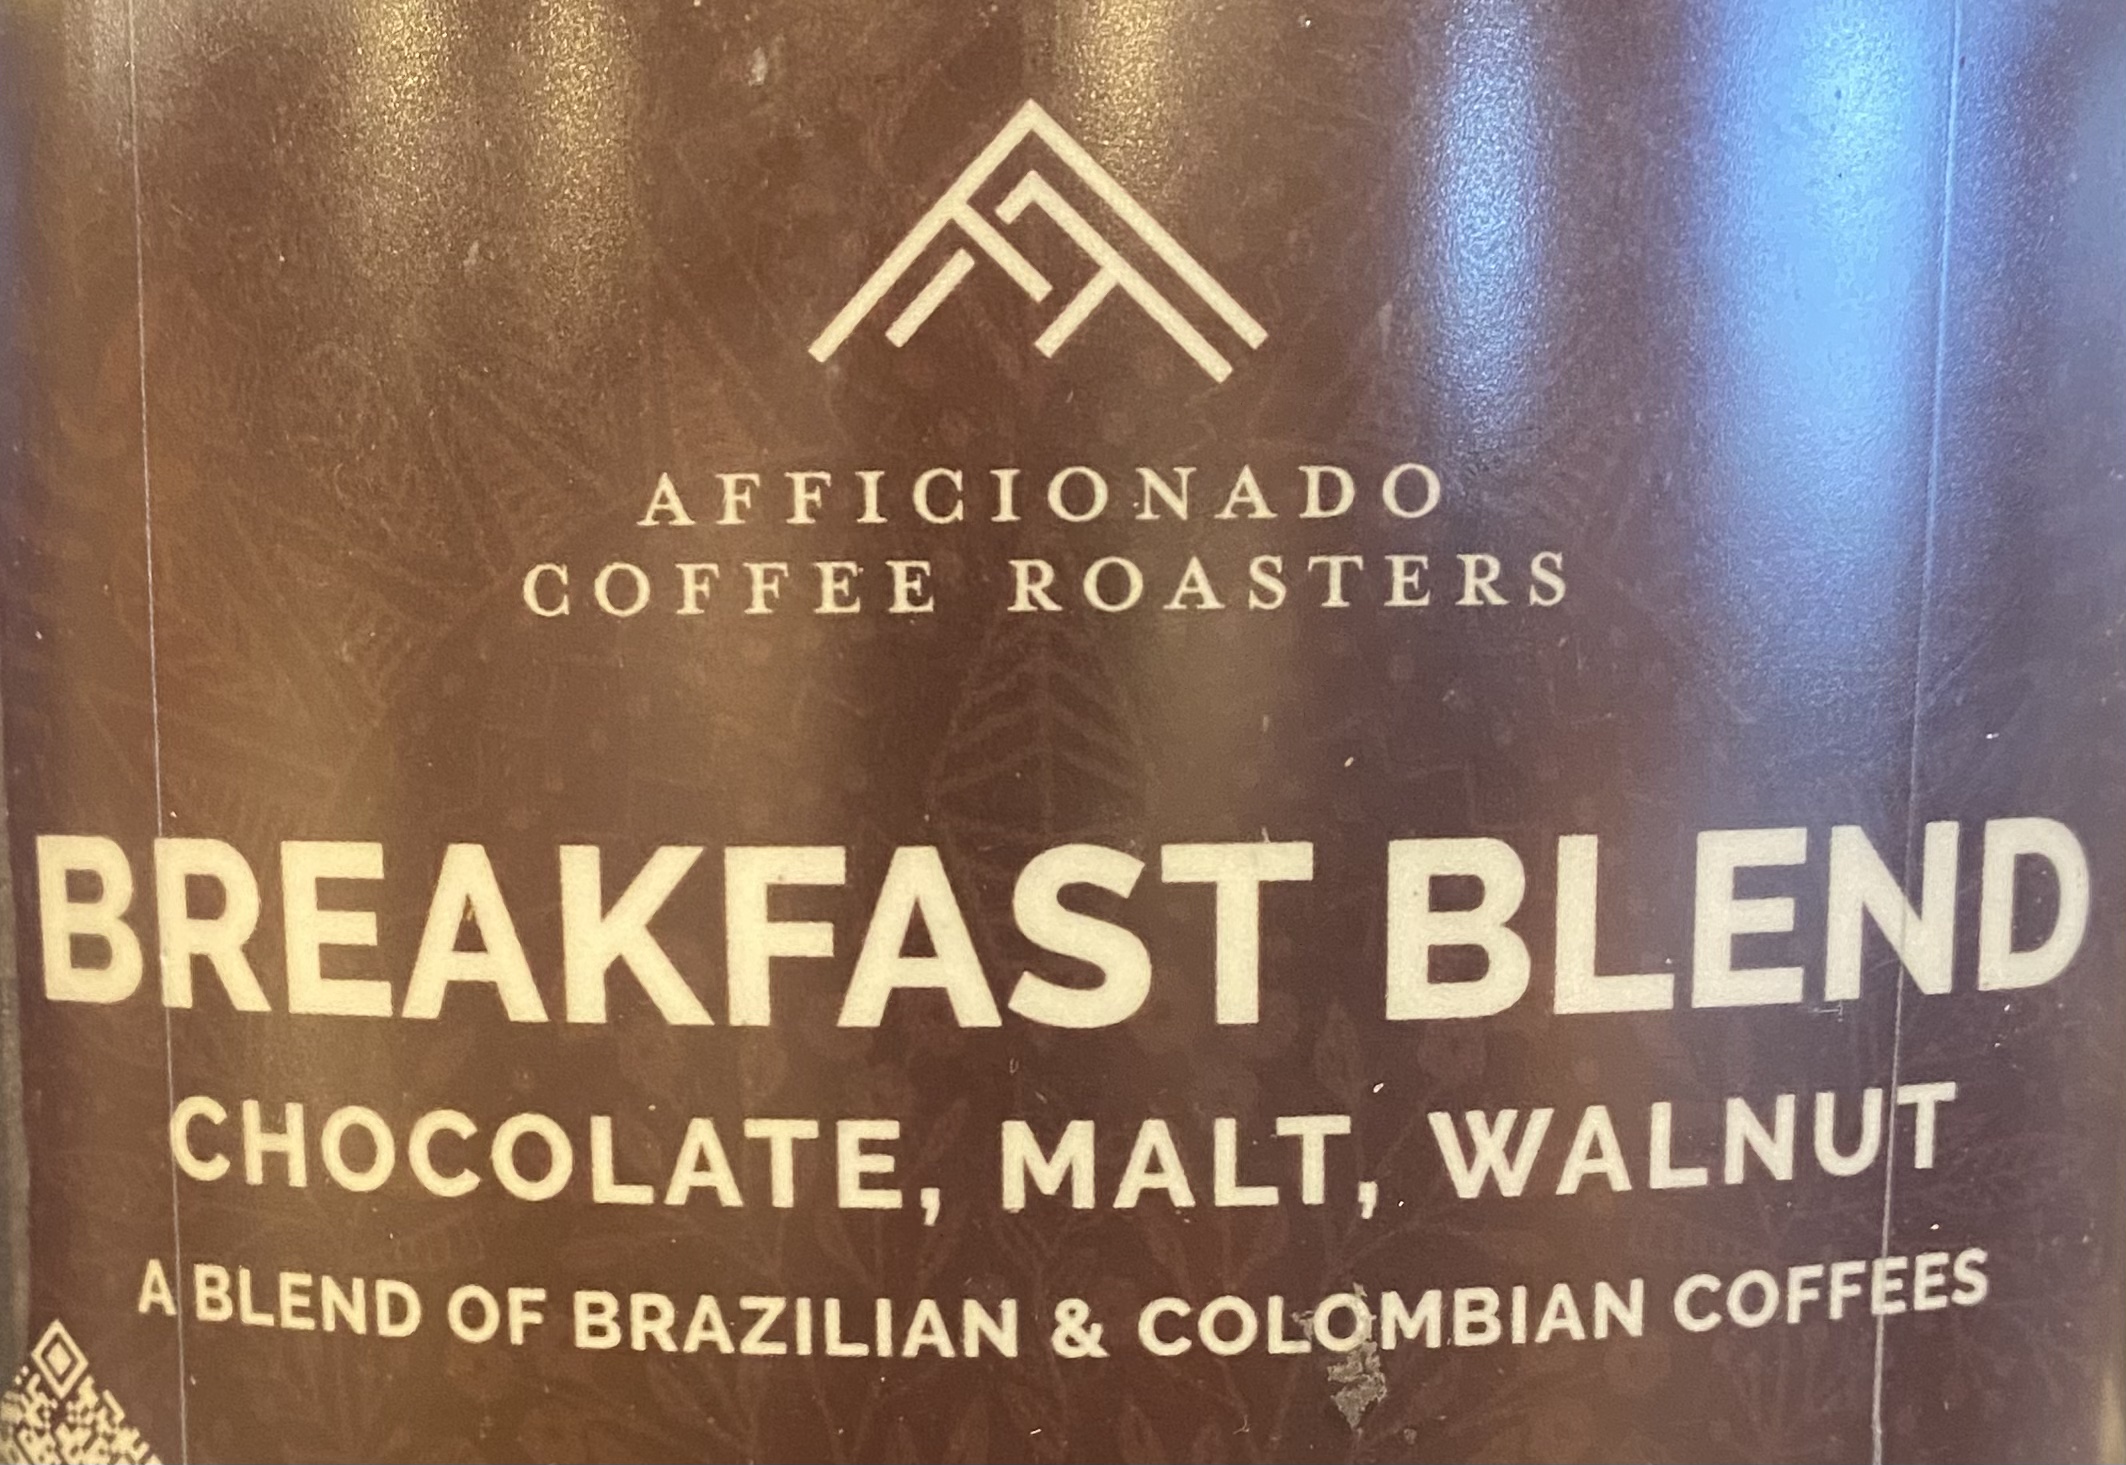 AFFICIONADO
COFFEE ROASTERS
BREAKFAST BLEND
CHOCOLATE, MALT, WALNUT
A BLEND OF BRAZILIAN & COLOMBIAN COFFEES